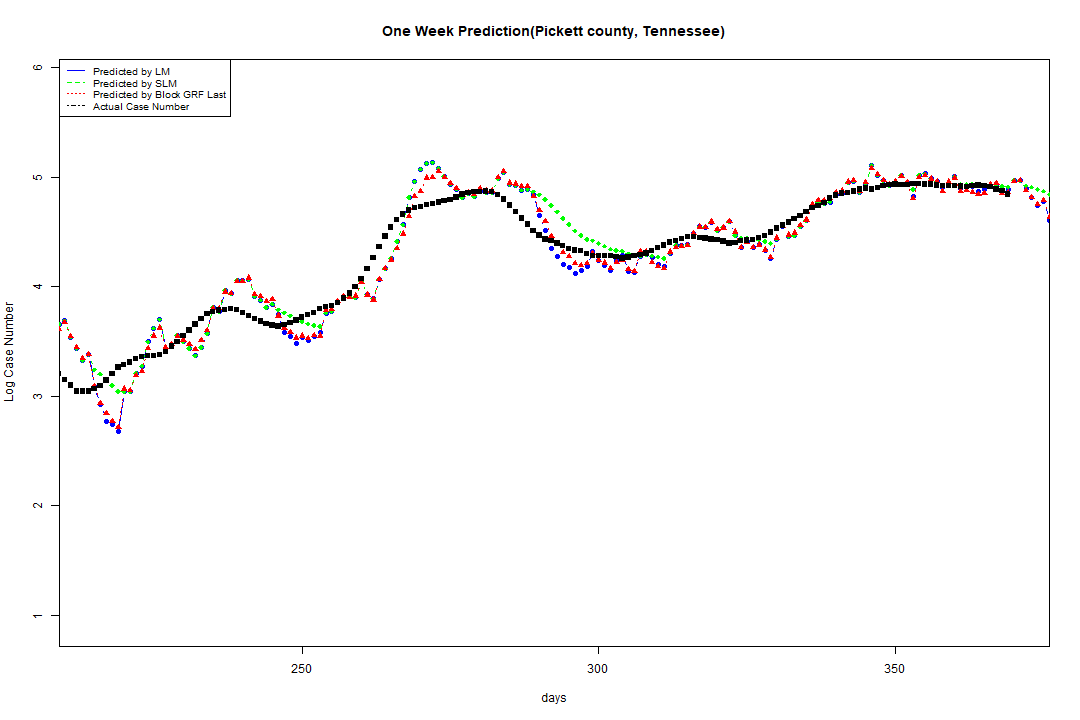 One Week Prediction(Pickett county, Tennessee)
Predicted by LM
Predicted by SLM
Predicted by Block GRF Last
Actual Case Number
6
5
4
3
2
1
Log Case Number
250
300
350
days